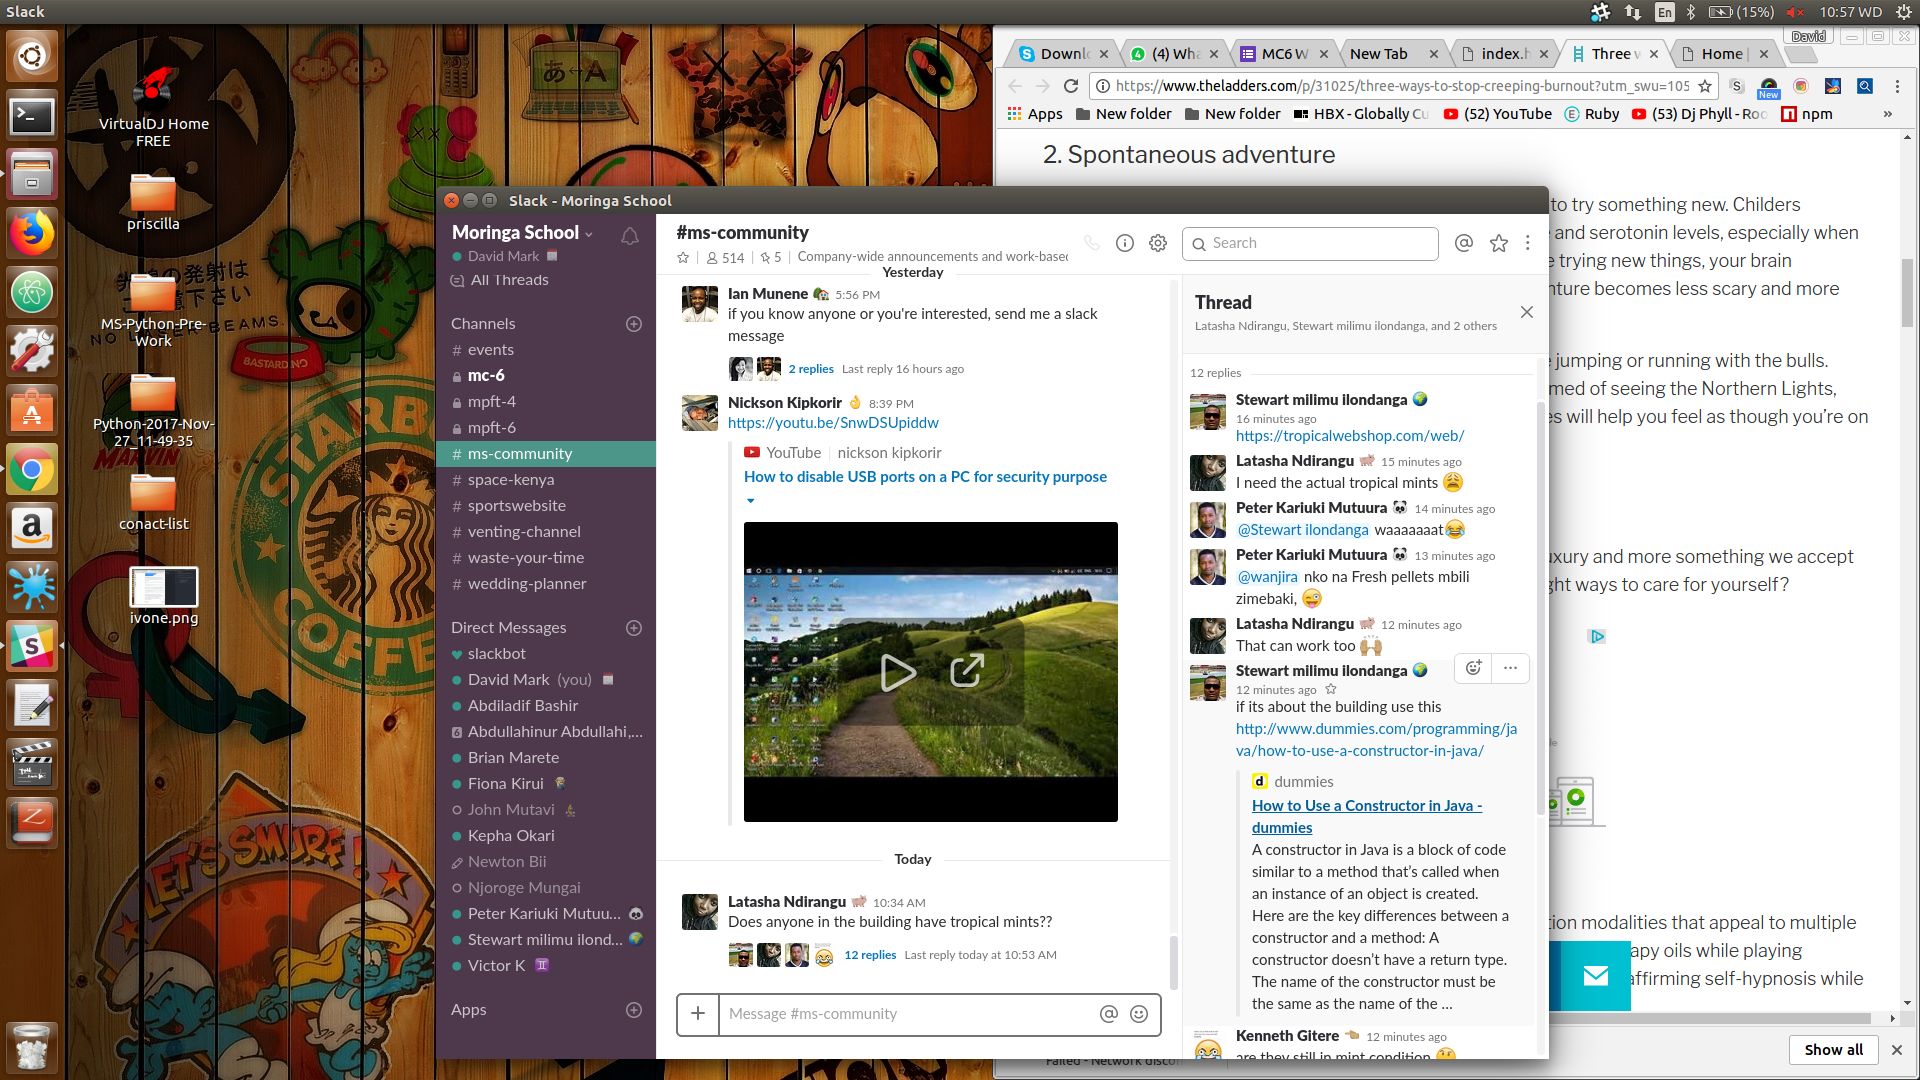 Slack
En
(15%)
10:57 WD
VirtualDJ Home
FREE
priscilla
MS-Python-Pre-
Work
Python-2017-Nov-
27_11-49-35
conact-list
ivone.png
BASTARDINO
MARVIN
STARB
COFFEE
LET'S SMURF!
David
Downl
(4) Wha
MC6 W
New Tab
index.h
Three w
Home |
https://www.theladders.com/p/31025/three-ways-to-stop-creeping-burnout?utm_swu=105
New
Apps
New folder
New folder
HBX - Globally Cu
(52) YouTube
Ruby
(53) Dj Phyll - Roo
npm
»
2. Spontaneous adventure
to try something new. Childers
and serotonin levels, especially when
trying new things, your brain
nture becomes less scary and more
jumping or running with the bulls.
med of seeing the Northern Lights,
es will help you feel as though you're on
uxury and more something we accept
ght ways to care for yourself?
tion modalities that appeal to multiple
apy oils while playing
affirming self-hypnosis while
Show all
Failed - Network disco
Slack - Moringa School
Moringa School
David Mark
All Threads
Channels
# events
mc-6
mpft-4
mpft-6
# ms-community
# space-kenya
# sportswebsite
# venting-channel
# waste-your-time
# wedding-planner
Direct Messages
slackbot
David Mark (you)
Abdiladif Bashir
6 Abdullahinur Abdullahi,...
Brian Marete
Fiona Kirui
John Mutavi
Kepha Okari
Newton Bii
Njoroge Mungai
Peter Kariuki Mutuu...
Stewart milimu ilond...
Victor K
Apps
#ms-community
514
5
Company-wide announcements and work-based
Search
Yesterday
Ian Munene 5:56 PM
if you know anyone or you're interested, send me a slack
message
2 replies Last reply 16 hours ago
Nickson Kipkorir 8:39 PM
https://youtu.be/SnwDSUpiddw
YouTube nickson kipkorir
How to disable USB ports on a PC for security purpose
Today
Latasha Ndirangu 10:34 AM
Does anyone in the building have tropical mints??
12 replies Last reply today at 10:53 AM
Message #ms-community
Thread
Latasha Ndirangu, Stewart milimu ilondanga, and 2 others
12 replies
Stewart milimu ilondanga
16 minutes ago
https://tropicalwebshop.com/web/
Latasha Ndirangu 15 minutes ago
I need the actual tropical mints
Peter Kariuki Mutuura 14 minutes ago
@Stewart ilondanga waaaaaaat
Peter Kariuki Mutuura 13 minutes ago
@wanjira nko na Fresh pellets mbili
zimebaki,
Latasha Ndirangu 12 minutes ago
That can work too
Stewart milimu ilondanga
12 minutes ago
if its about the building use this
http://www.dummies.com/programming/ja
va/how-to-use-a-constructor-in-java/
d dummies
How to Use a Constructor in Java -
dummies
A constructor in Java is a block of code
similar to a method that's called when
an instance of an object is created.
Here are the key differences between a
constructor and a method: A
constructor doesn't have a return type.
The name of the constructor must be
the same as the name of the ...
Kenneth Gitere 12 minutes ago
are they still in mint condition